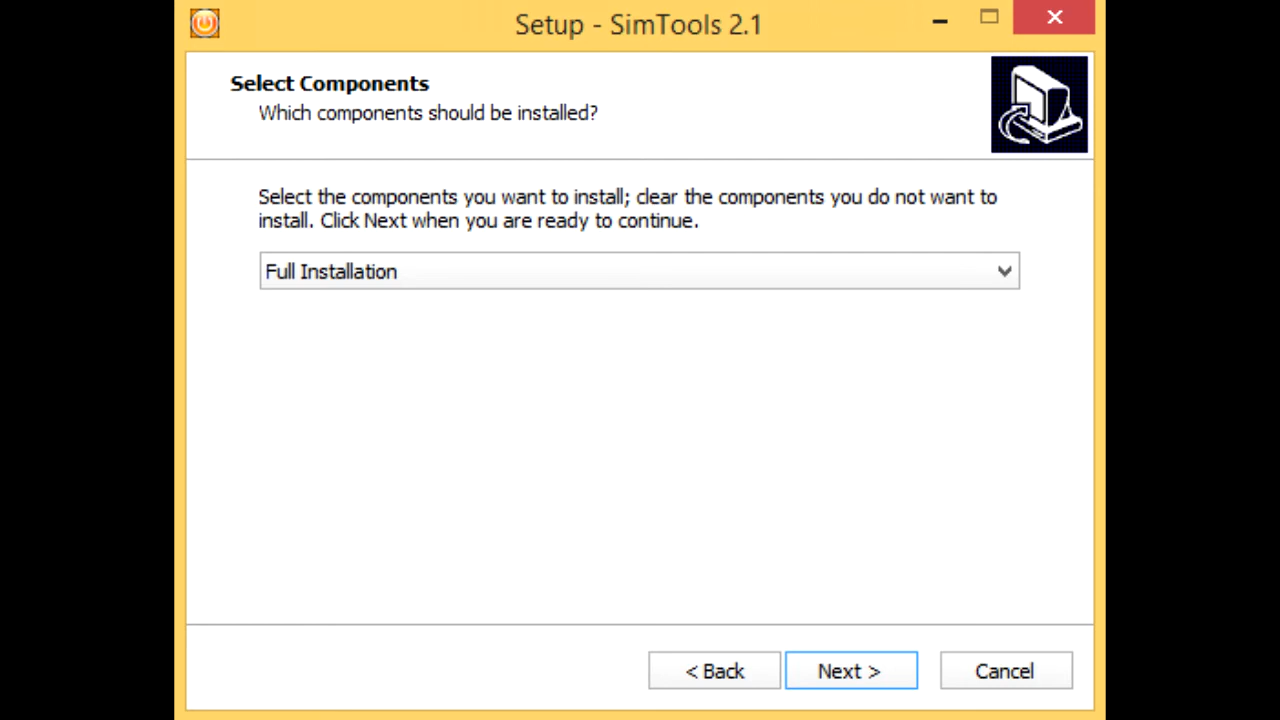 Setup - SimTools 2.1
Select Components
Which components should be installed?
Select the components you want to install; clear the components you do not want to
install. Click Next when you are ready to continue.
Full Installation
< Back
Next >
Cancel